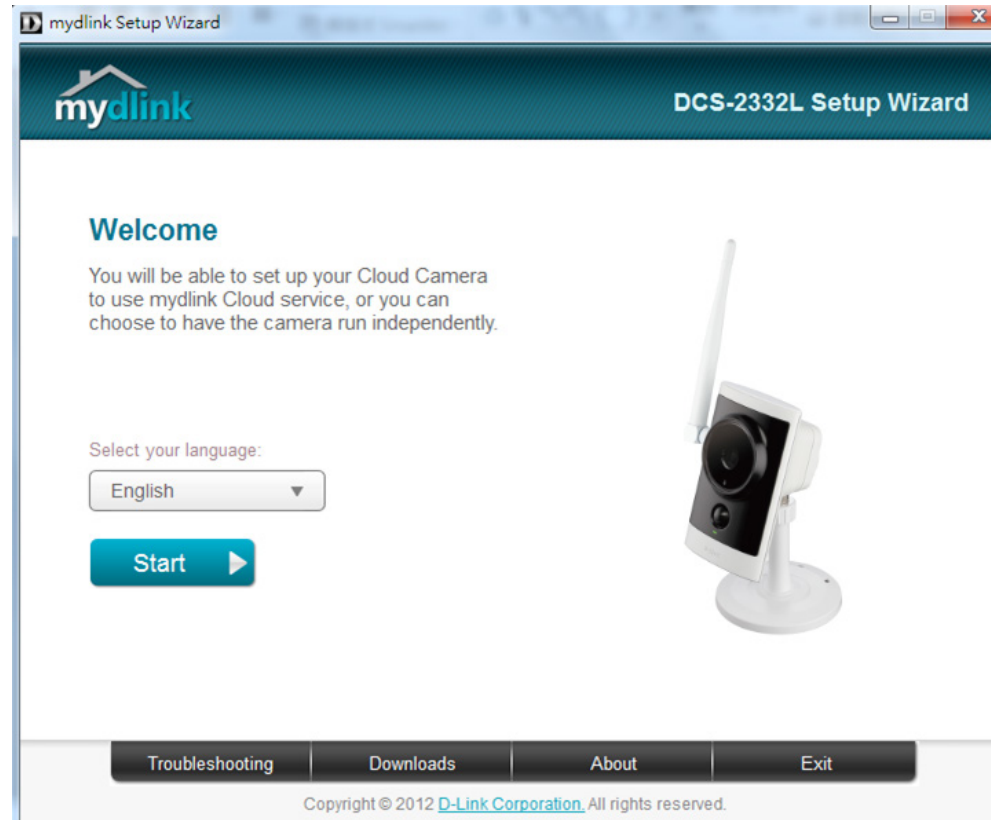 mydlink Setup Wizard
mydlink
DCS-2332L Setup Wizard
Welcome
You will be able to set up your Cloud Camera
to use mydlink Cloud service, or you can
choose to have the camera run independently.
Select your language:
English
Start
Troubleshooting Downloads About Exit
Copyright © 2012 D-Link Corporation. All rights reserved.